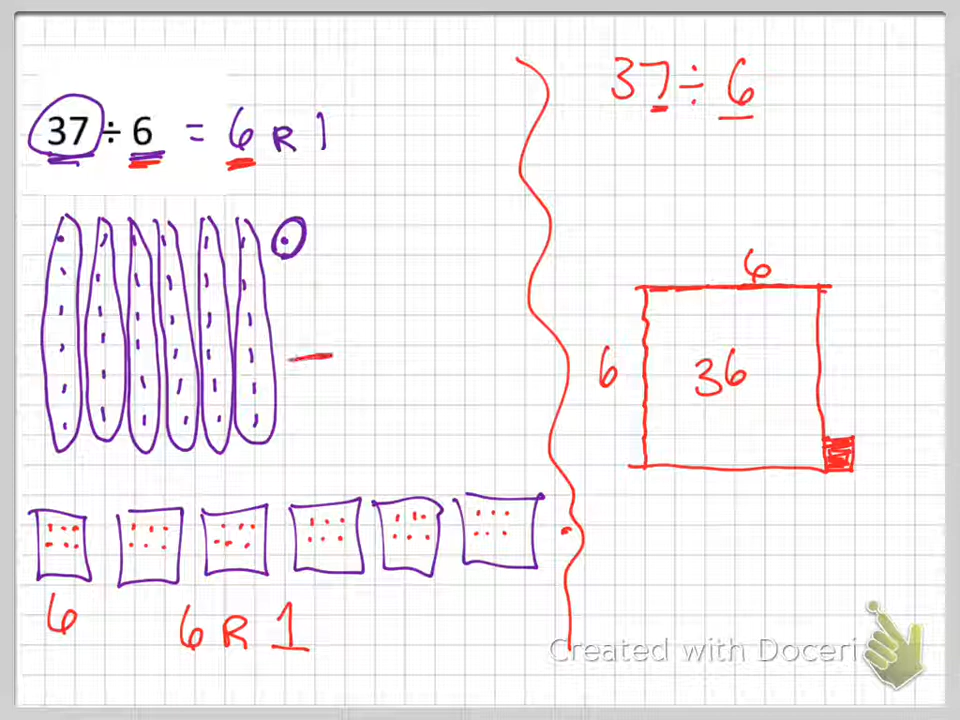 37 ÷ 6 = 6 R 1
6
6 R 1
37 ÷ 6
6
6
36
Created with Doceri